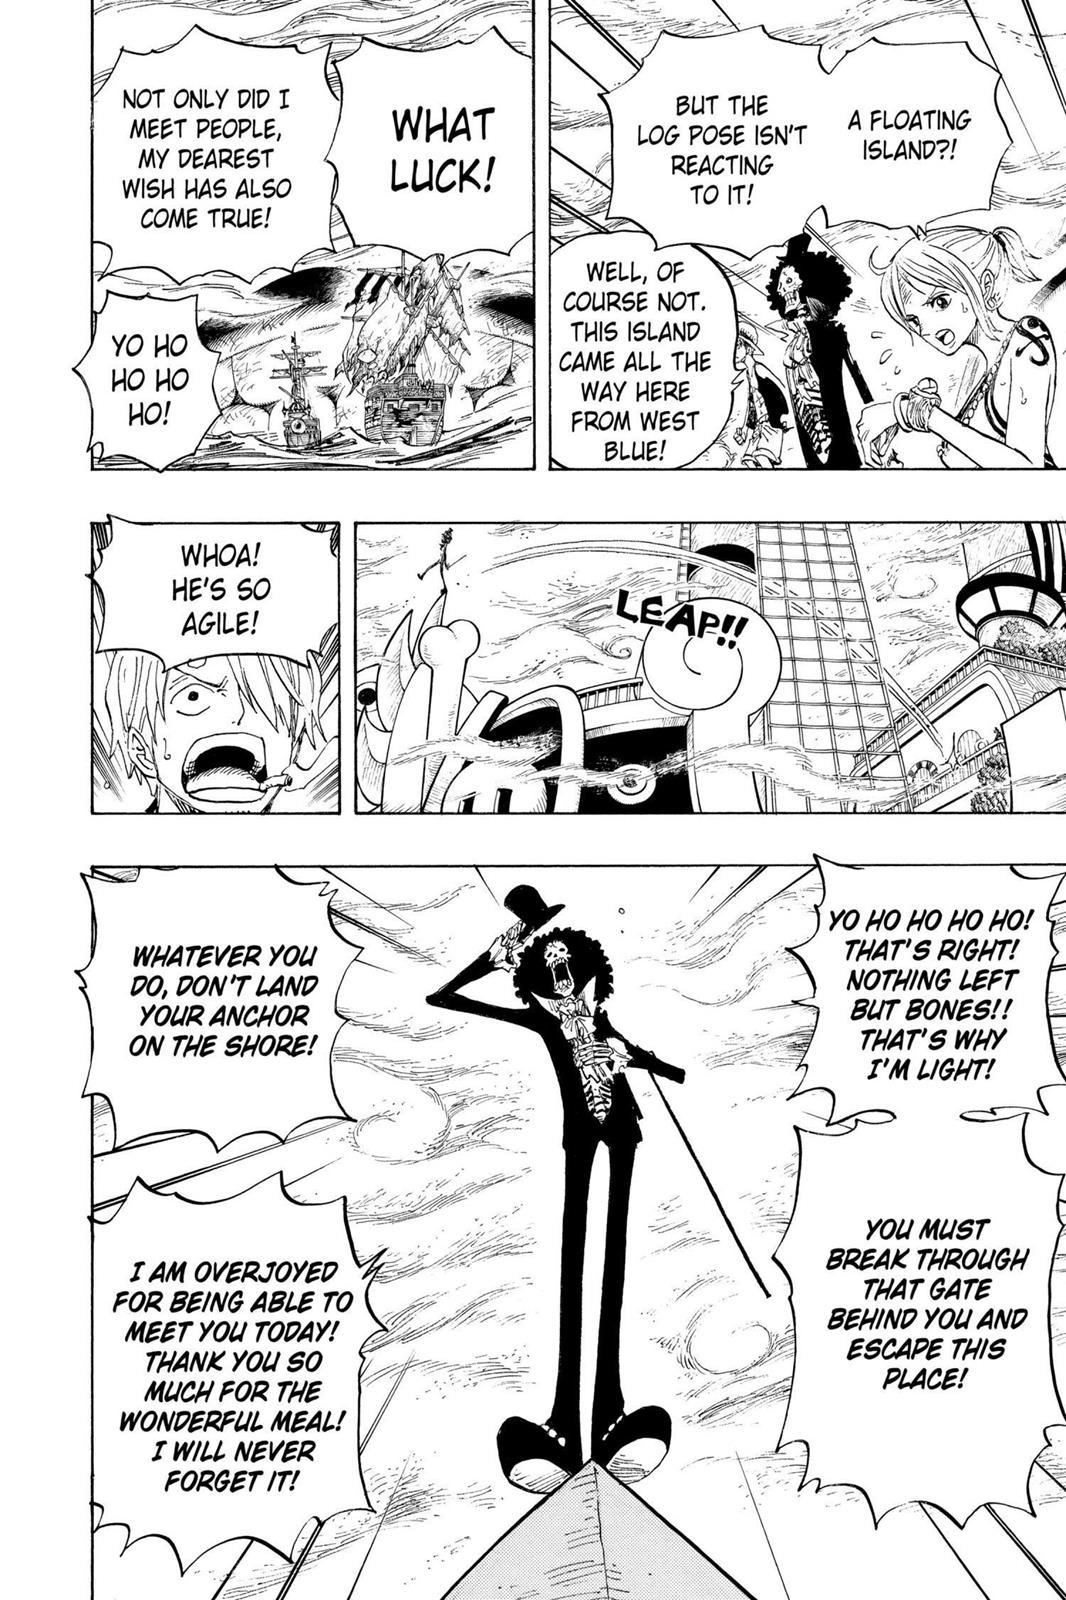 A FLOATING
ISLAND?!
BUT THE
LOG POSE ISN'T
REACTING
TO IT!
WELL, OF
COURSE NOT.
THIS ISLAND
CAME ALL THE
WAY HERE
FROM WEST
BLUE!
WHAT
LUCK!
NOT ONLY DID I
MEET PEOPLE,
MY DEAREST
WISH HAS ALSO
COME TRUE!
YO HO
HO HO
HO!
LEAP!!
WHOA!
HE'S SO
AGILE!
YO HO HO HO HO!
THAT'S RIGHT!
NOTHING LEFT
BUT BONES!!
THAT'S WHY
I'M LIGHT!
YOU MUST
BREAK THROUGH
THAT GATE
BEHIND YOU AND
ESCAPE THIS
PLACE!
WHATEVER YOU
DO, DON'T LAND
YOUR ANCHOR
ON THE SHORE!
I AM OVERJOYED
FOR BEING ABLE TO
MEET YOU TODAY!
THANK YOU SO
MUCH FOR THE
WONDERFUL MEAL!
I WILL NEVER
FORGET IT!